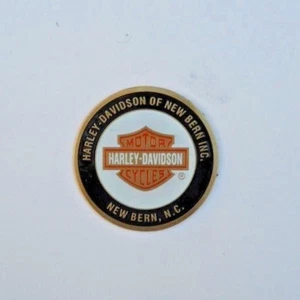 HARLEY-DAVIDSON OF NEW BERN INC.
MOTOR
HARLEY-DAVIDSON
CYCLES
®
NEW BERN, N.C.